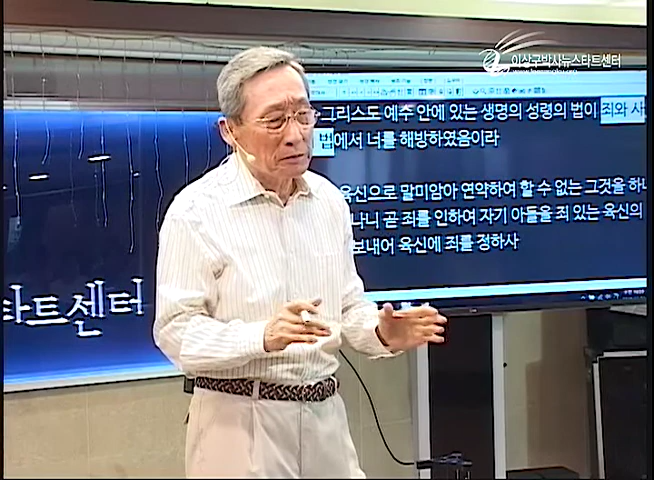 이상구박사뉴스타트센터
그리스도 예수 안에 있는 생명의 성령의 법이 죄와 사
법에서 너를 해방하였음이라
육신으로 말미암아 연약하여 할 수 없는 그것을 하나
나니 곧 죄를 인하여 자기 아들을 죄 있는 육신의
보내어 육신에 죄를 정하사
타트센터